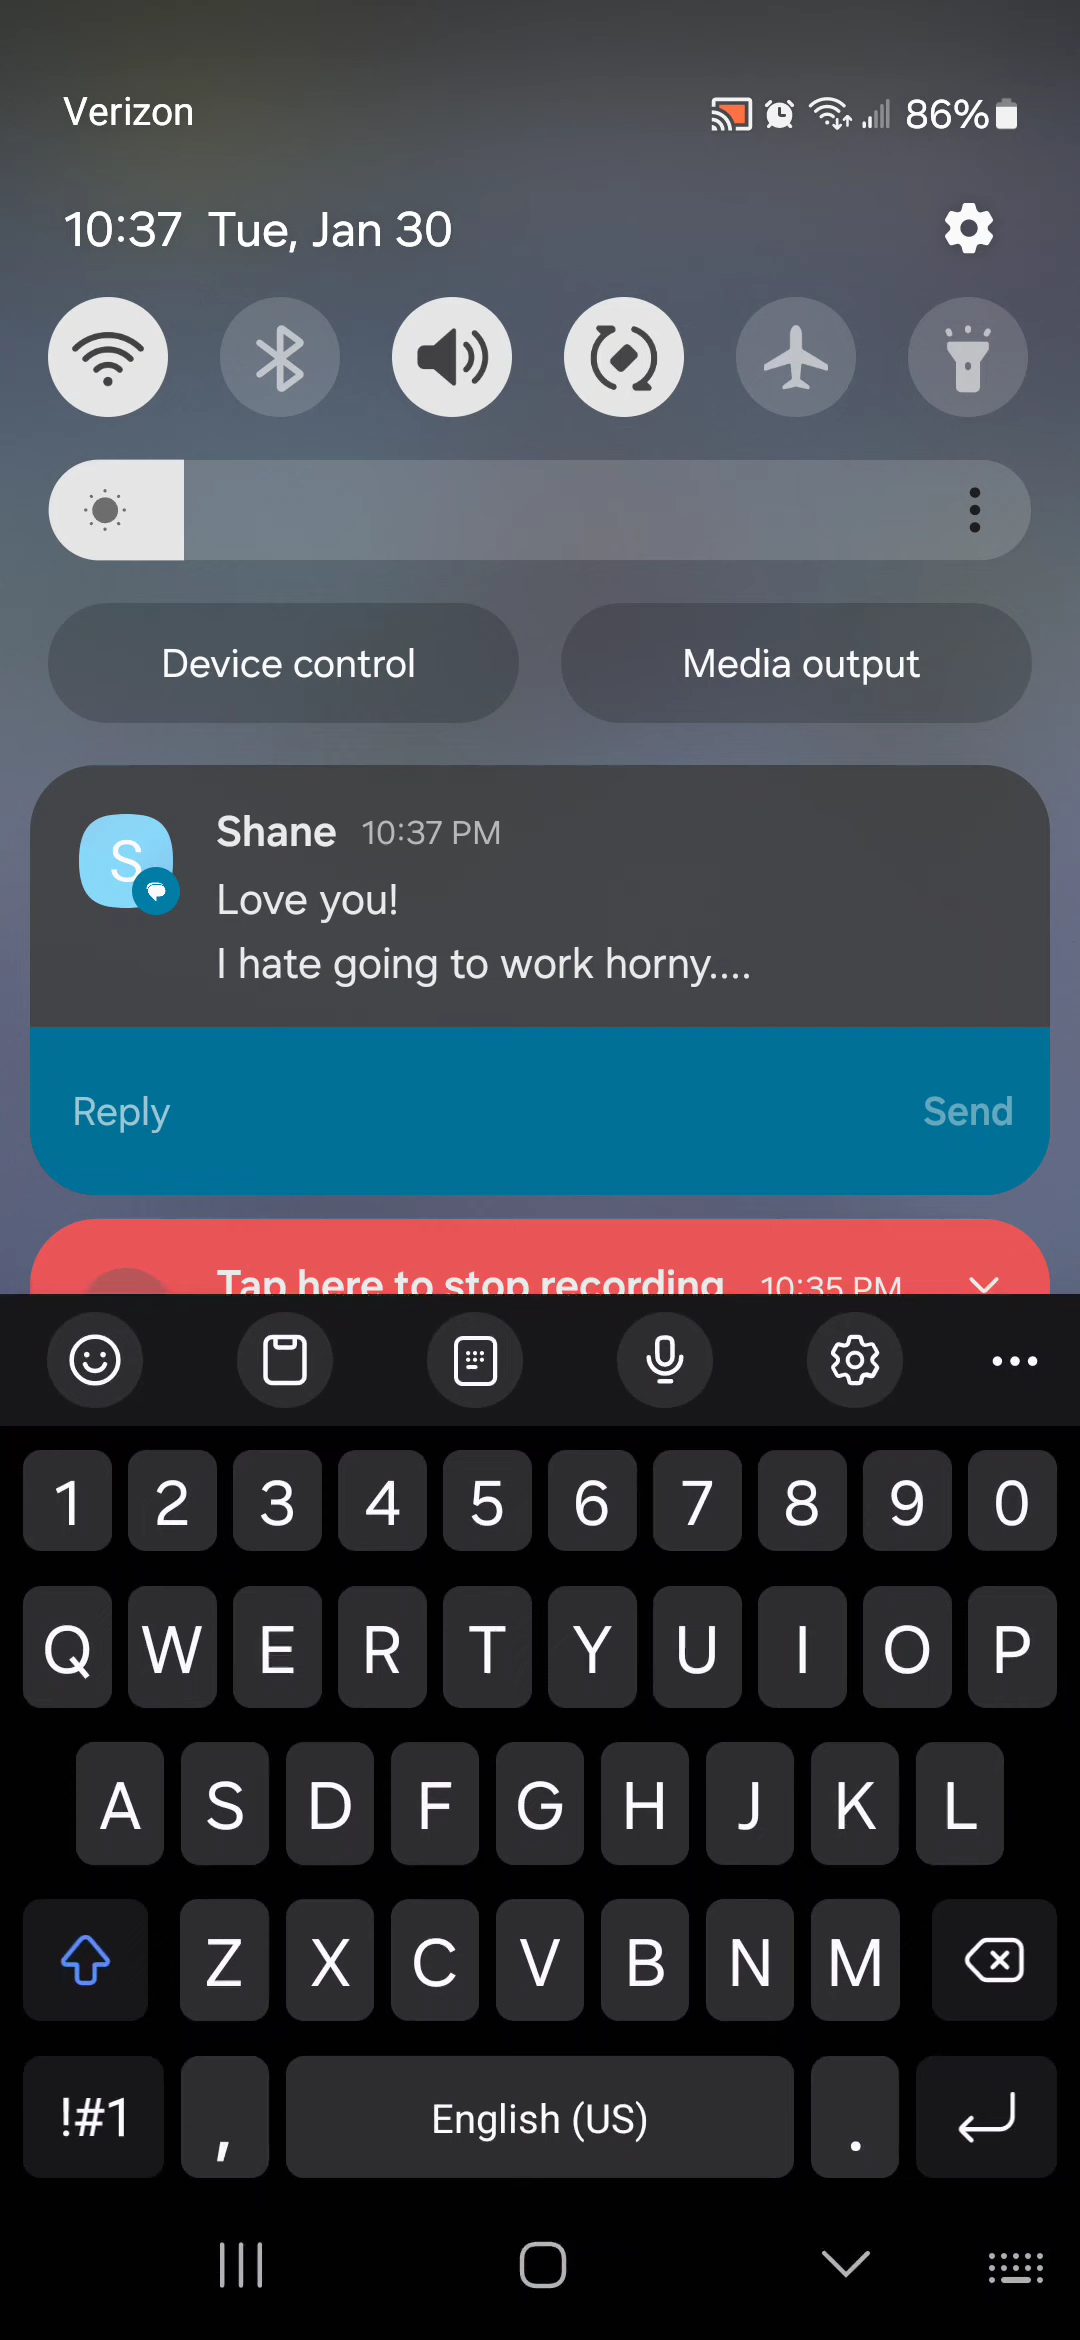 Verizon
86%
10:37 Tue, Jan 30
Device control
Media output
S
Shane 10:37 PM
Love you!
I hate going to work horny....
Reply
Send
Tap here to stop recording 10:35 PM
1 2 3 4 5 6 7 8 9 0
Q W E R T Y U I O P
A S D F G H J K L
Z X C V B N M
!#1 , English (US) .